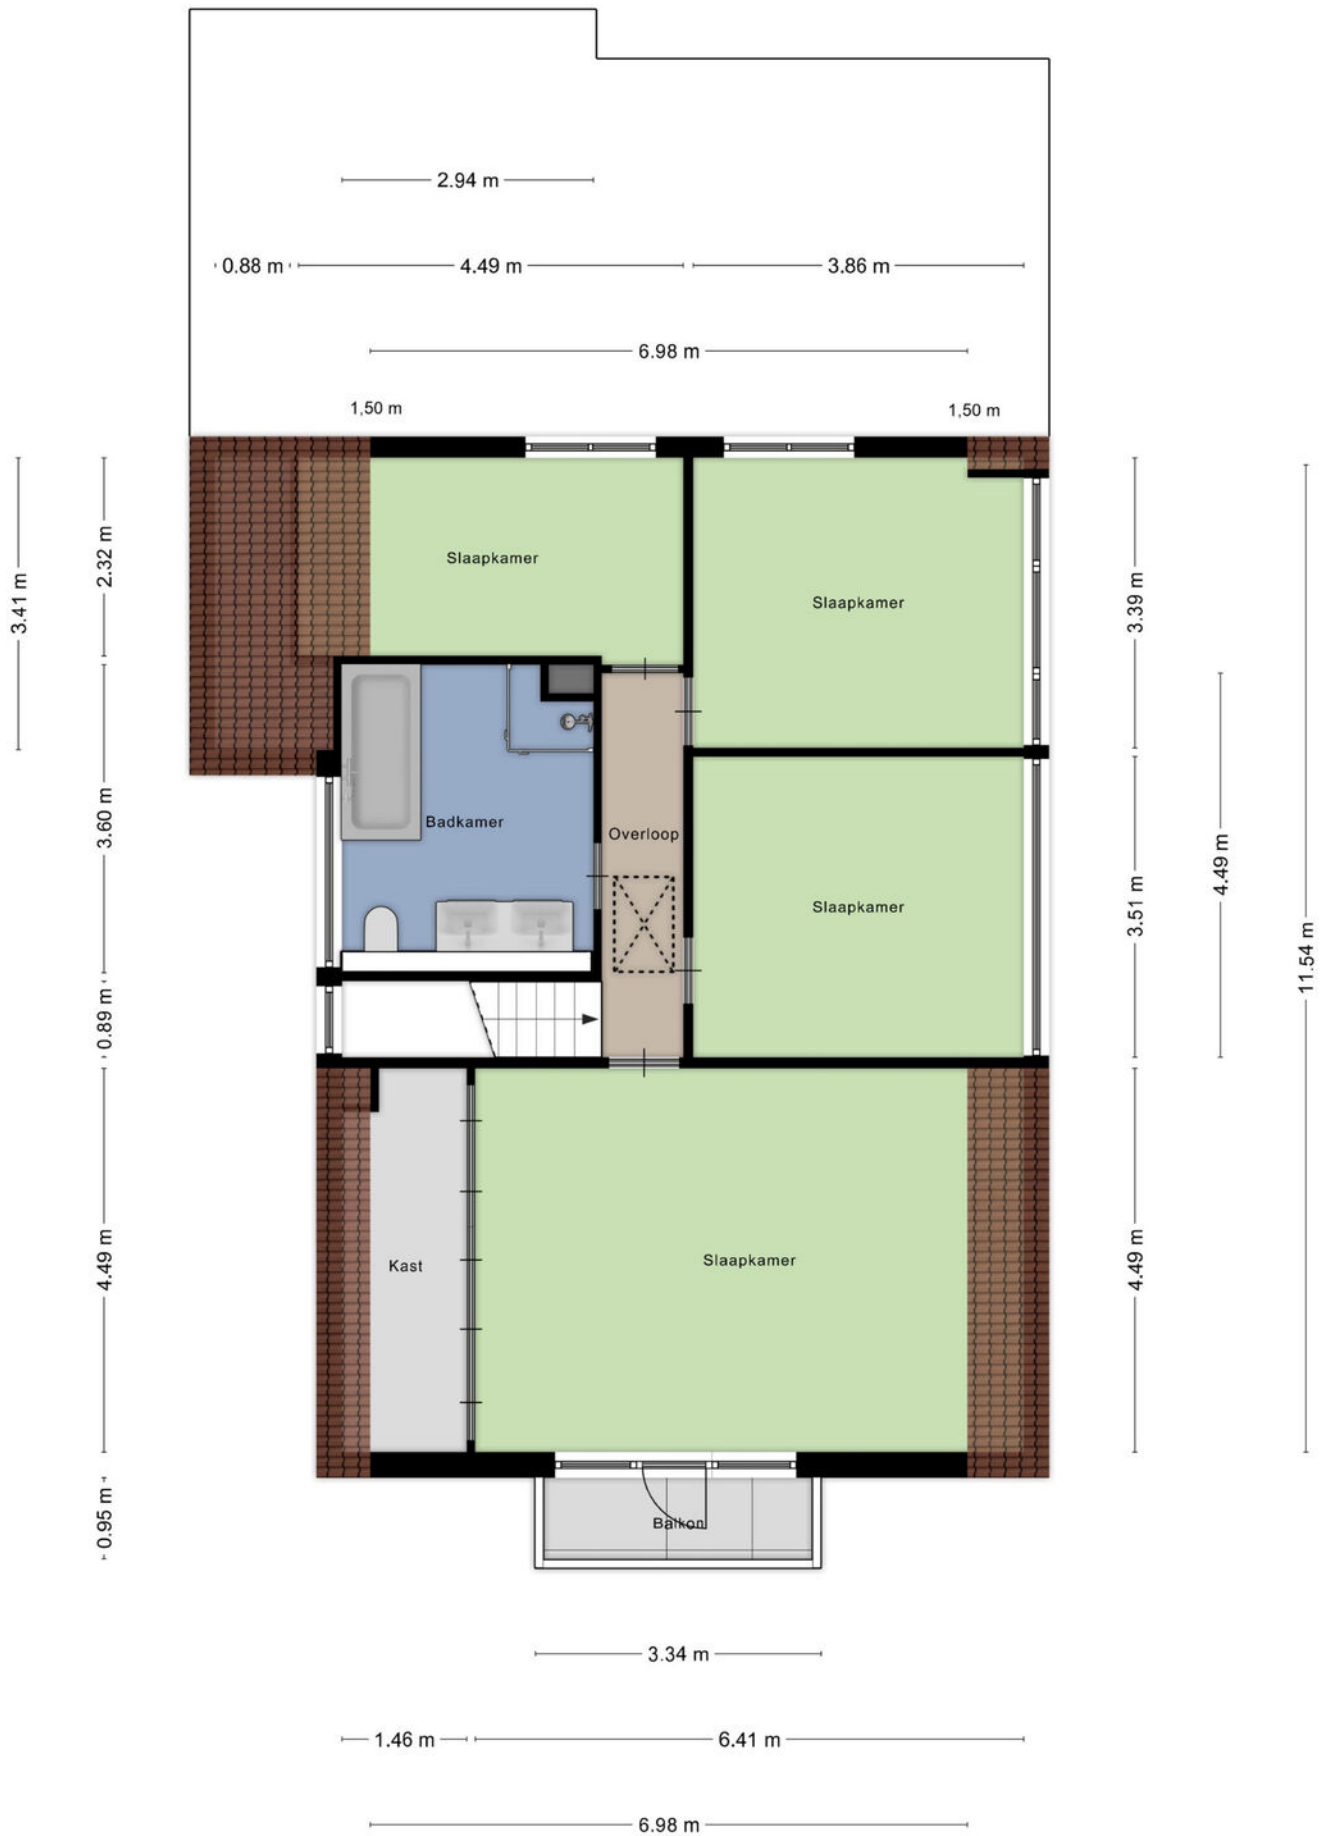 2.94 m
0.88 m
4.49 m
3.86 m
6.98 m
1,50 m
1,50 m
3.41 m
2.32 m
Slaapkamer
Slaapkamer
3.39 m
3.60 m
Badkamer
Overloop
Slaapkamer
3.51 m
4.49 m
11.54 m
0.89 m
4.49 m
Kast
Slaapkamer
4.49 m
0.95 m
Balkon
3.34 m
1.46 m
6.41 m
6.98 m